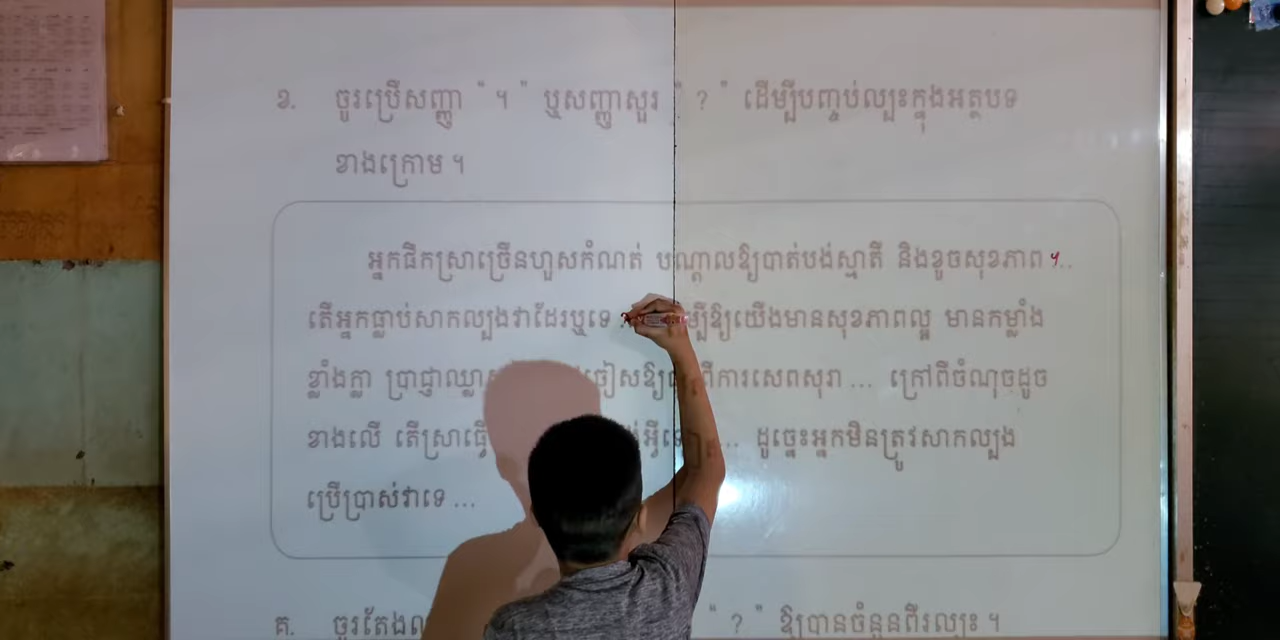 ខ. ចូរប្រើសញ្ញា " ។ " ឬសញ្ញាសួរ " ? " ដើម្បីបញ្ចប់ល្បះក្នុងអត្ថបទ
ខាងក្រោម ។
អ្នកផឹកស្រាច្រើនហួសកំណត់ បណ្ដាលឱ្យបាត់បង់ស្មារតី និងខូចសុខភាព ។..
តើអ្នកធ្លាប់សាកល្បងវាដែរឬទេ ម្បីឱ្យយើងមានសុខភាពល្អ មានកម្លាំង
ខ្លាំងក្លា ប្រាជ្ញាឈ្លា ចៀសឱ្យ ពីការសេពសុរា ... ក្រៅពីចំណុចដូច
ខាងលើ តើស្រាធ្វើ អ្វីទេ ... ដូច្នេះអ្នកមិនត្រូវសាកល្បង
ប្រើប្រាស់វាទេ ...
គ. ចូរតែង " ? " ឱ្យបានចំនួនពីរល្បះ ។